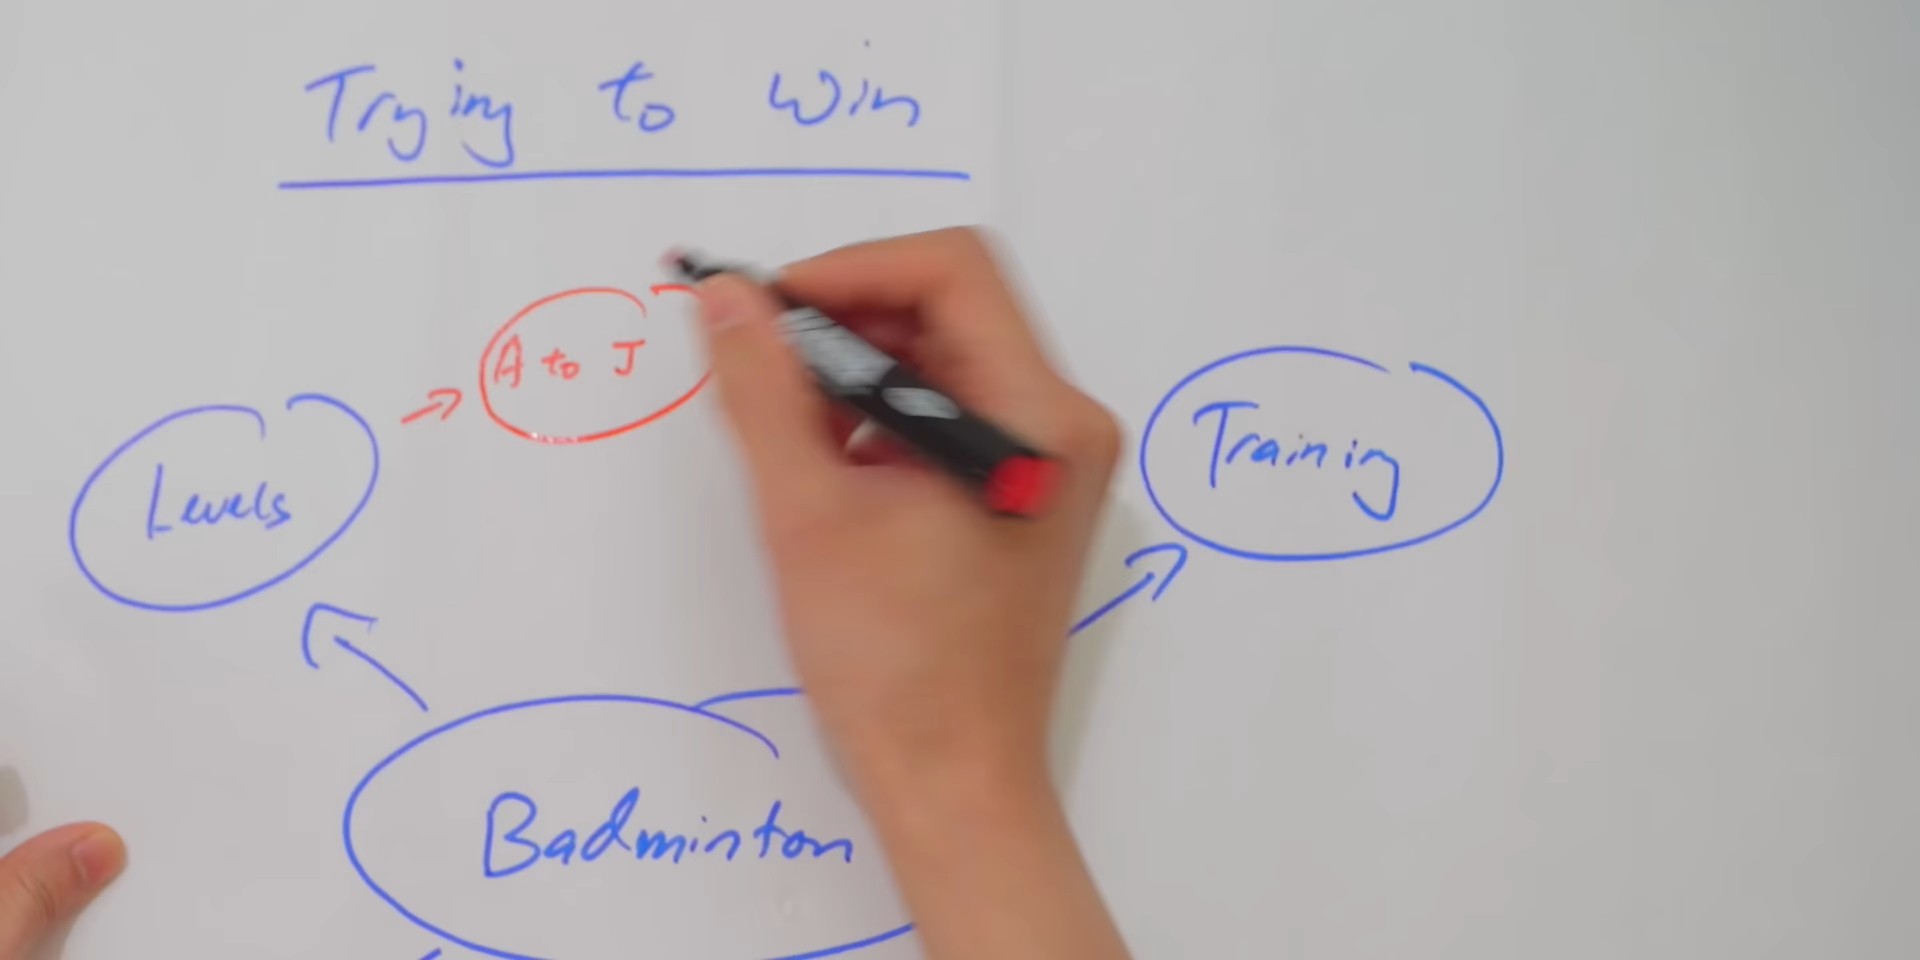 Trying to Win
A to J
Levels
Training
Badminton